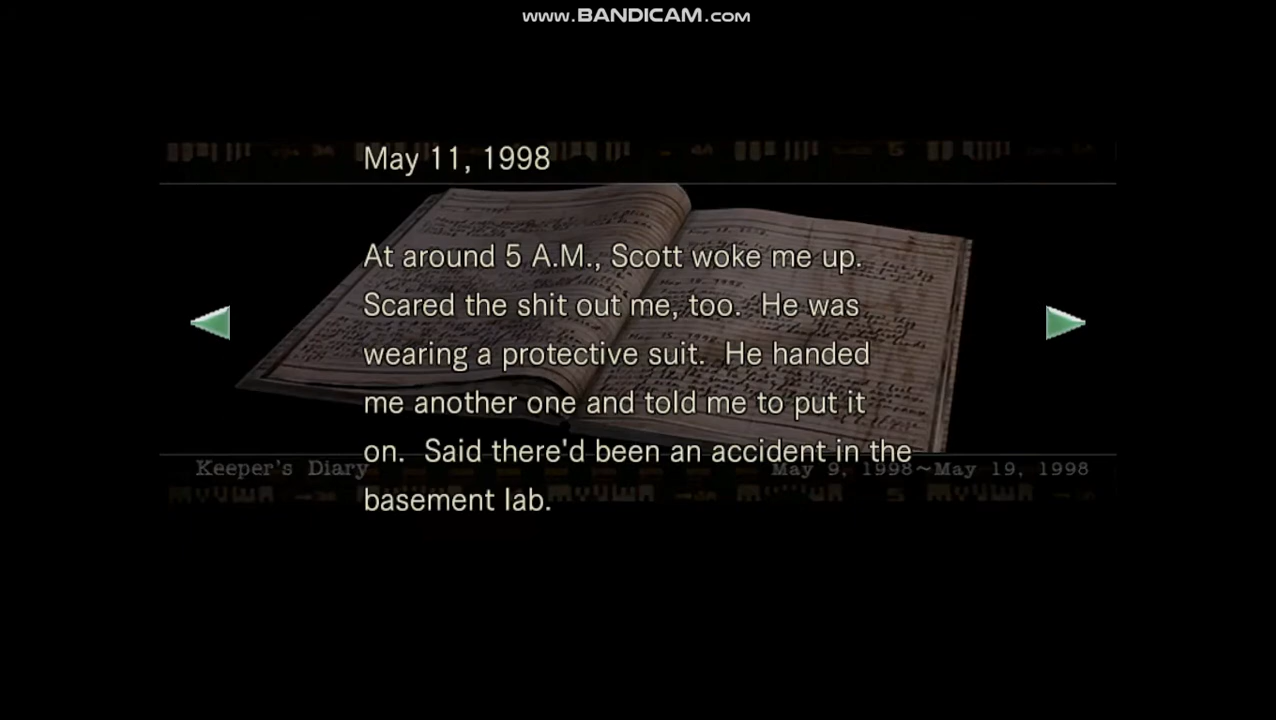 www.BANDICAM.com
May 11, 1998
At around 5 A.M., Scott woke me up.
Scared the shit out me, too.  He was
wearing a protective suit.  He handed
me another one and told me to put it
on.  Said there'd been an accident in the
basement lab.
Keeper's Diary
May 9, 1998~May 19, 1998